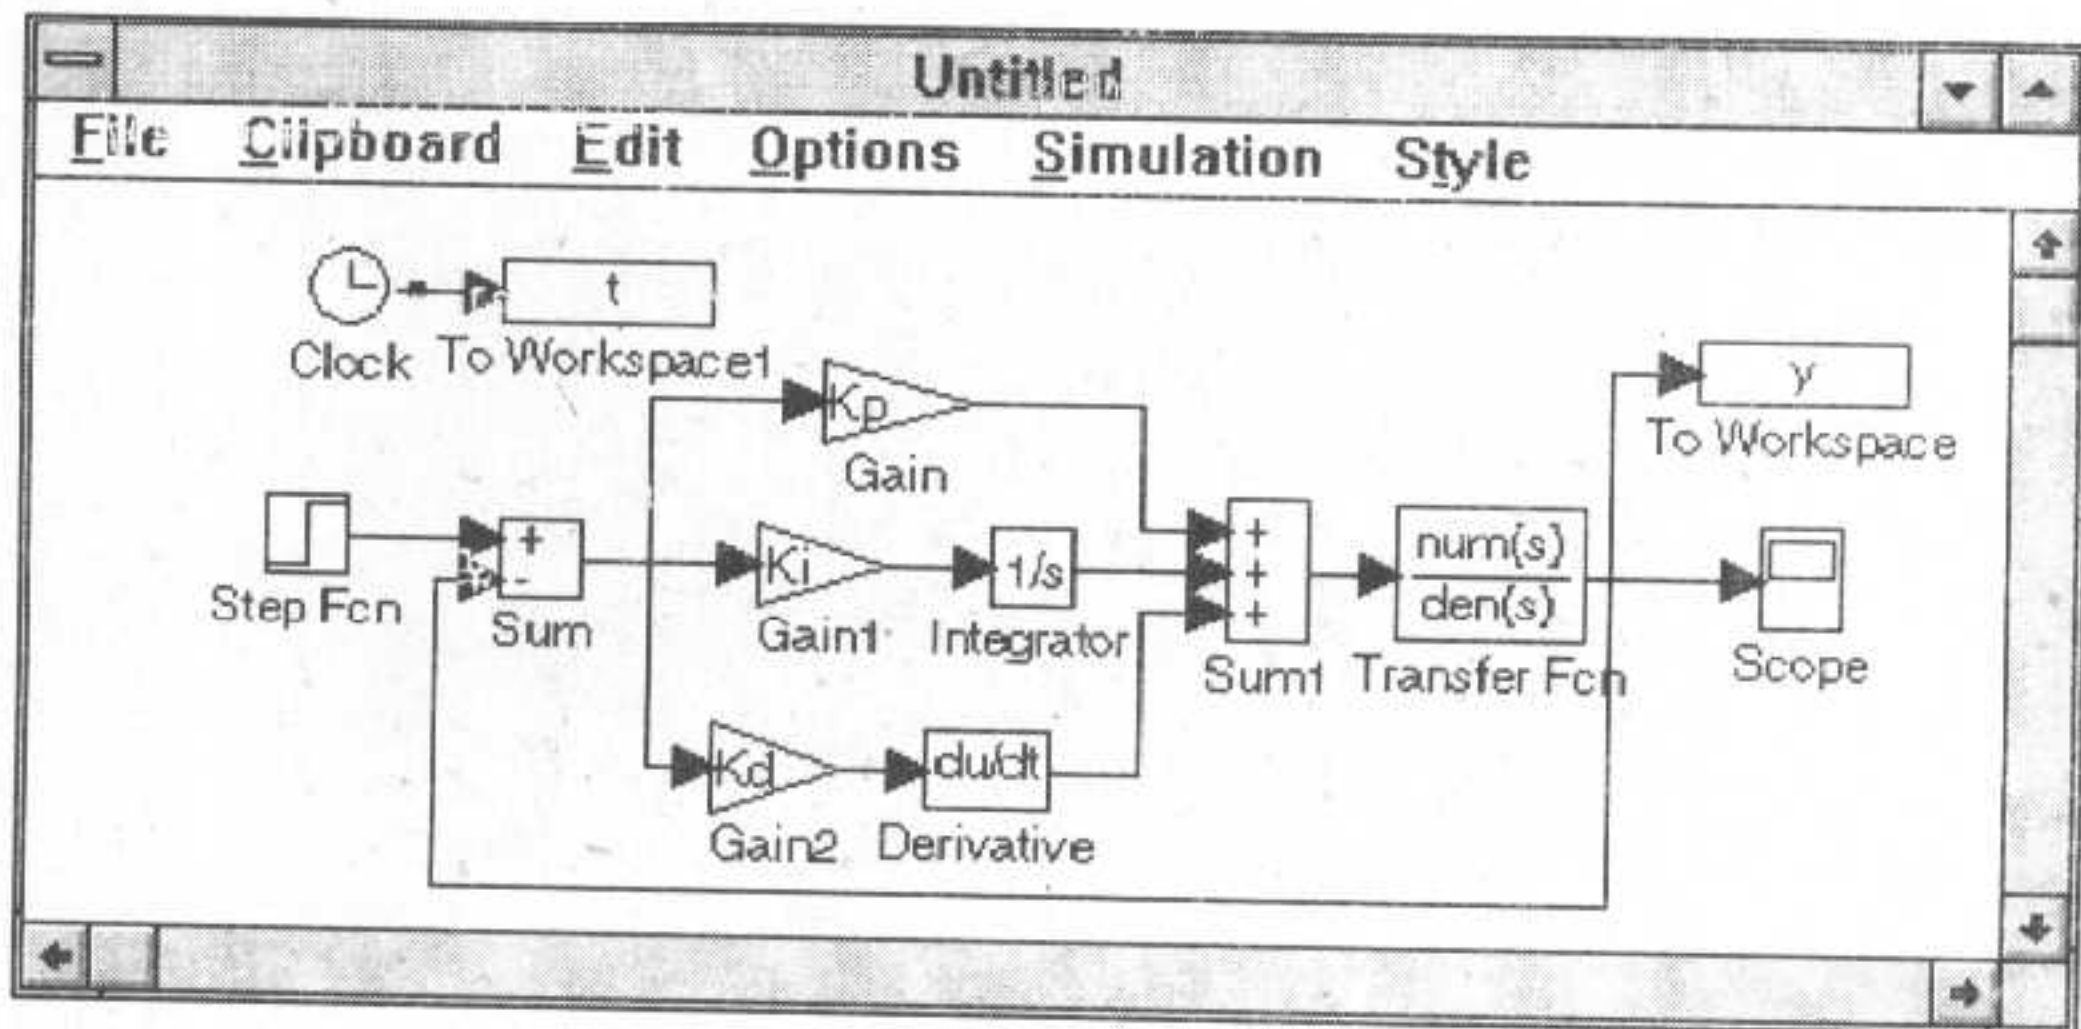 Untitled
File Clipboard Edit Options Simulation Style
t
Clock To Workspace1
y
To Workspace
Kp
Gain
+
-
Step Fcn
Sum
Ki
Gain1
1/s
Integrator
+
+
+
Sum1
num(s)
den(s)
Transfer Fcn
Scope
Kd
Gain2
du/dt
Derivative